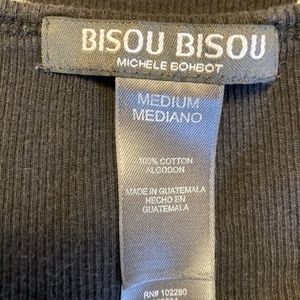 BISOU BISOU
MICHELE BOHBOT
MEDIUM
MEDIANO
100% COTTON
ALGODON
MADE IN GUATEMALA
HECHO EN
GUATEMALA
RN# 102280